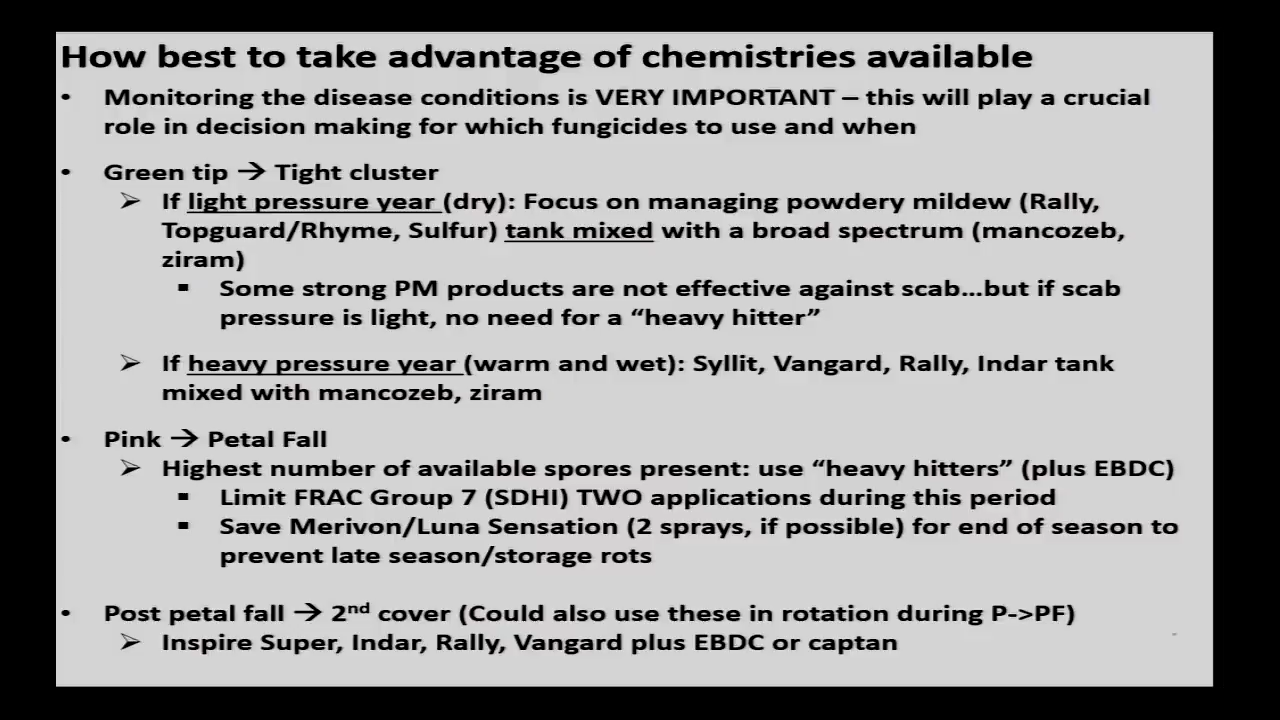 How best to take advantage of chemistries available
• Monitoring the disease conditions is VERY IMPORTANT – this will play a crucial
role in decision making for which fungicides to use and when
• Green tip → Tight cluster
➢ If light pressure year (dry): Focus on managing powdery mildew (Rally,
Topguard/Rhyme, Sulfur) tank mixed with a broad spectrum (mancozeb,
ziram)
▪ Some strong PM products are not effective against scab...but if scab
pressure is light, no need for a “heavy hitter”
➢ If heavy pressure year (warm and wet): Syllit, Vangard, Rally, Indar tank
mixed with mancozeb, ziram
• Pink → Petal Fall
➢ Highest number of available spores present: use “heavy hitters” (plus EBDC)
▪ Limit FRAC Group 7 (SDHI) TWO applications during this period
▪ Save Merivon/Luna Sensation (2 sprays, if possible) for end of season to
prevent late season/storage rots
• Post petal fall → 2nd cover (Could also use these in rotation during P->PF)
➢ Inspire Super, Indar, Rally, Vangard plus EBDC or captan